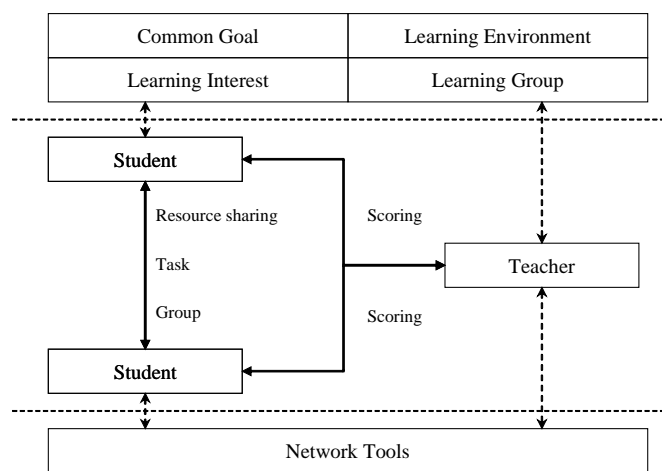 Common Goal
Learning Environment
Learning Interest
Learning Group
Student
Resource sharing
Scoring
Task
Teacher
Group
Scoring
Student
Network Tools